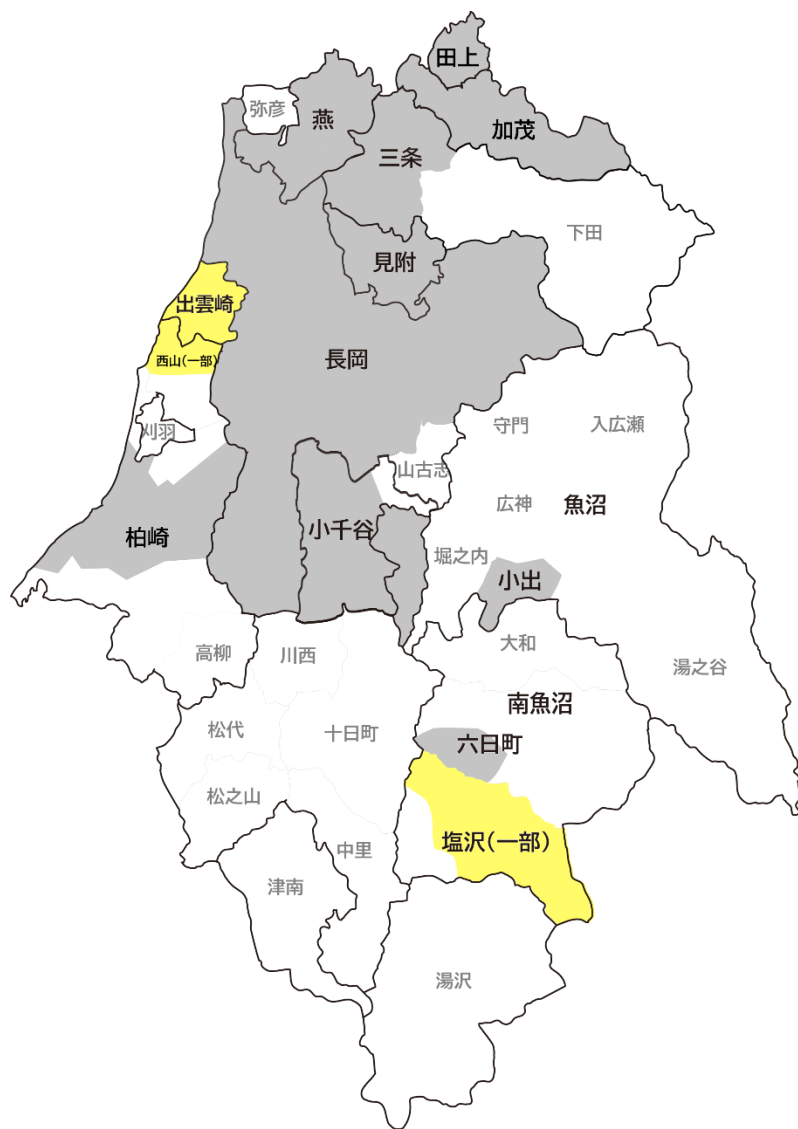 田上
弥彦
燕
加茂
三条
下田
見附
出雲崎
長岡
西山(一部)
刈羽
守門
入広瀬
山古志
広神
魚沼
柏崎
小千谷
堀之内
小出
大和
高柳
川西
湯之谷
南魚沼
松代
十日町
六日町
松之山
塩沢(一部)
中里
津南
湯沢